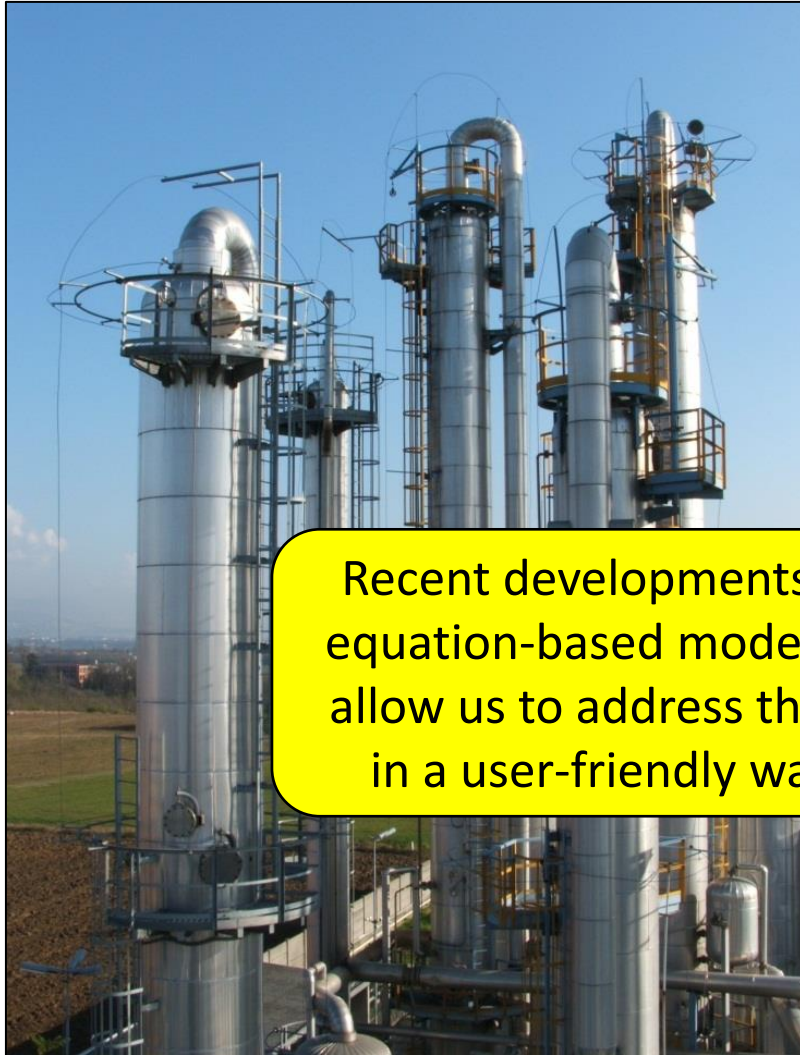 Recent developments
equation-based mode
allow us to address th
in a user-friendly wa